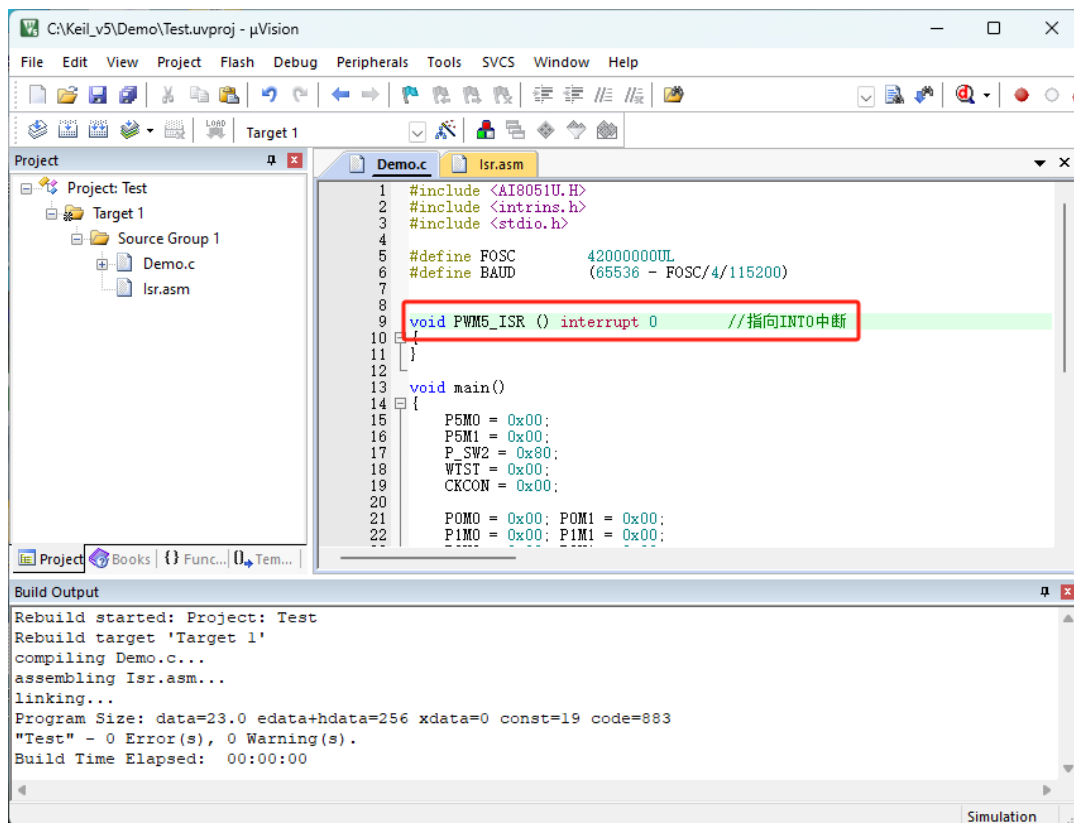 C:\Keil_v5\Demo\Test.uvproj - µVision
File Edit View Project Flash Debug Peripherals Tools SVCS Window Help
LOAD
Target 1
Project
Demo.c Isr.asm
Project: Test
Target 1
Source Group 1
Demo.c
Isr.asm
1 #include <AI8051U.H>
2 #include <intrins.h>
3 #include <stdio.h>
4
5 #define FOSC 42000000UL
6 #define BAUD (65536 - FOSC/4/115200)
7
8
9 void PWM5_ISR () interrupt 0 //指向INT0中断
10 {
11 }
12
13 void main()
14 {
15 P5M0 = 0x00;
16 P5M1 = 0x00;
17 P_SW2 = 0x80;
18 WTST = 0x00;
19 CKCON = 0x00;
20
21 P0M0 = 0x00; P0M1 = 0x00;
22 P1M0 = 0x00; P1M1 = 0x00;
Project Books {} Func... 0 Tem...
Build Output
Rebuild started: Project: Test
Rebuild target 'Target 1'
compiling Demo.c...
assembling Isr.asm...
linking...
Program Size: data=23.0 edata+hdata=256 xdata=0 const=19 code=883
"Test" - 0 Error(s), 0 Warning(s).
Build Time Elapsed: 00:00:00
Simulation